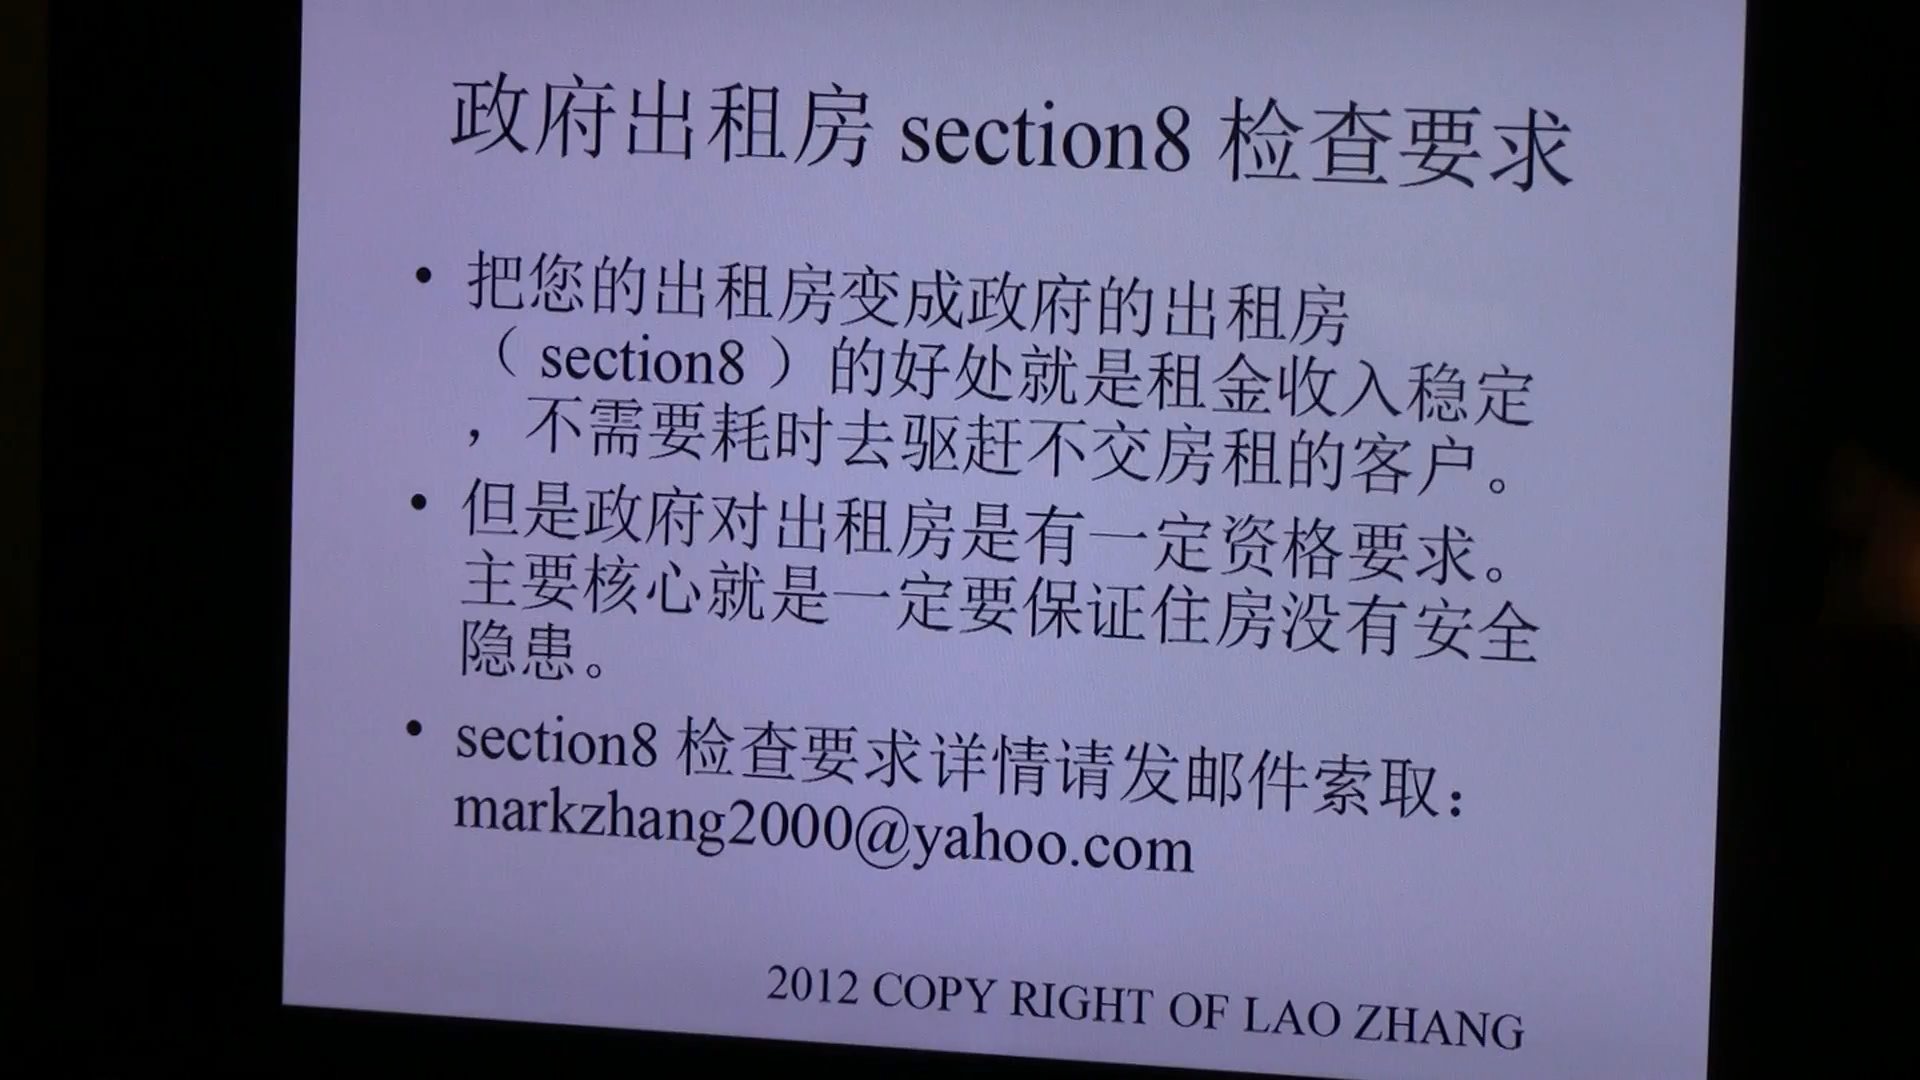 政府出租房 section8 检查要求
• 把您的出租房变成政府的出租房
（ section8 ）的好处就是租金收入稳定
，不需要耗时去驱赶不交房租的客户。
• 但是政府对出租房是有一定资格要求。
主要核心就是一定要保证住房没有安全
隐患。
• section8 检查要求详情请发邮件索取：
markzhang2000@yahoo.com
2012 COPY RIGHT OF LAO ZHANG